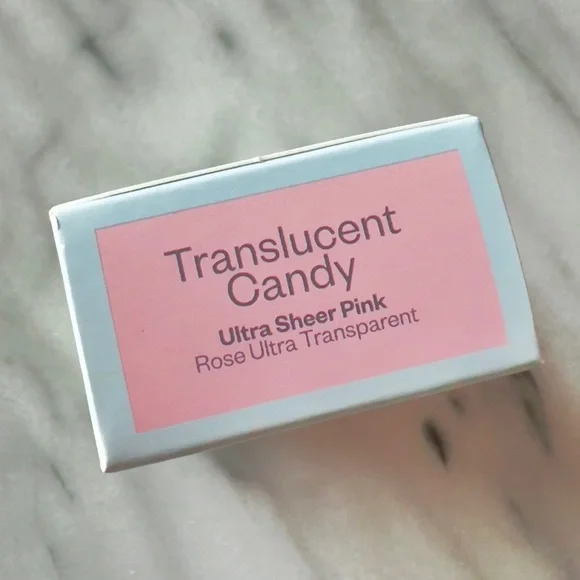 Translucent
Candy
Ultra Sheer Pink
Rose Ultra Transparent